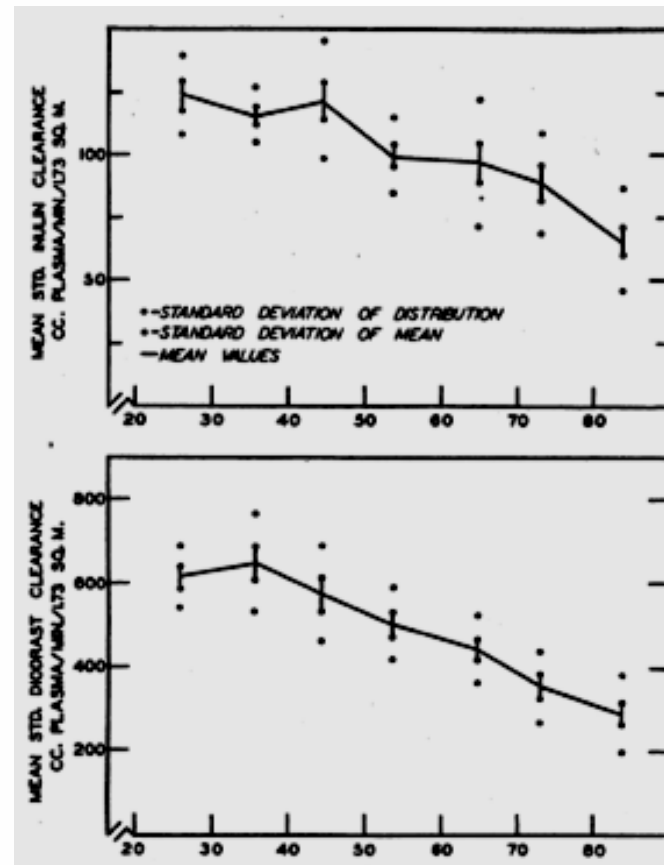 MEAN STD. INULIN CLEARANCE
CC. PLASMA/MIN./1.73 SQ. M.
100
50
•-STANDARD DEVIATION OF DISTRIBUTION
•-STANDARD DEVIATION OF MEAN
—MEAN VALUES
20 30 40 50 60 70 80
MEAN STD. DIODRAST CLEARANCE
CC. PLASMA/MIN./1.73 SQ. M.
800
600
400
200
20 30 40 50 60 70 80